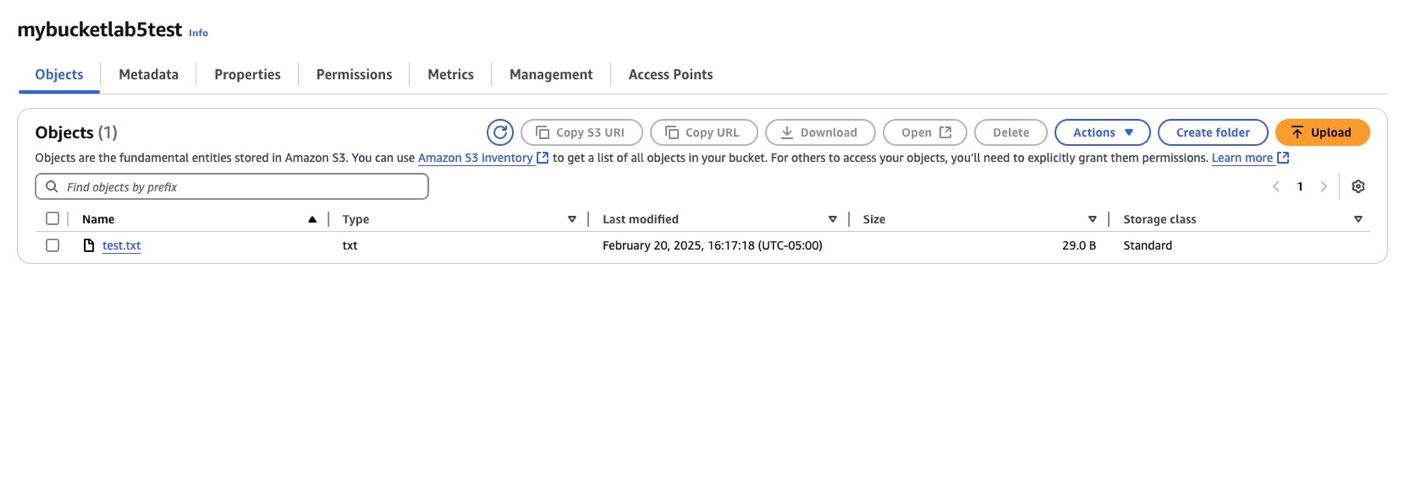 mybucketlab5test Info
Objects Metadata Properties Permissions Metrics Management Access Points
Objects (1) Copy S3 URI Copy URL Download Open Delete Actions Create folder Upload
Objects are the fundamental entities stored in Amazon S3. You can use Amazon S3 inventory to get a list of all objects in your bucket. For others to access your objects, you'll need to explicitly grant them permissions. Learn more
Find objects by prefix 1
Name Type Last modified Size Storage class
test.txt txt February 20, 2025, 16:17:18 (UTC-05:00) 29.0 B Standard